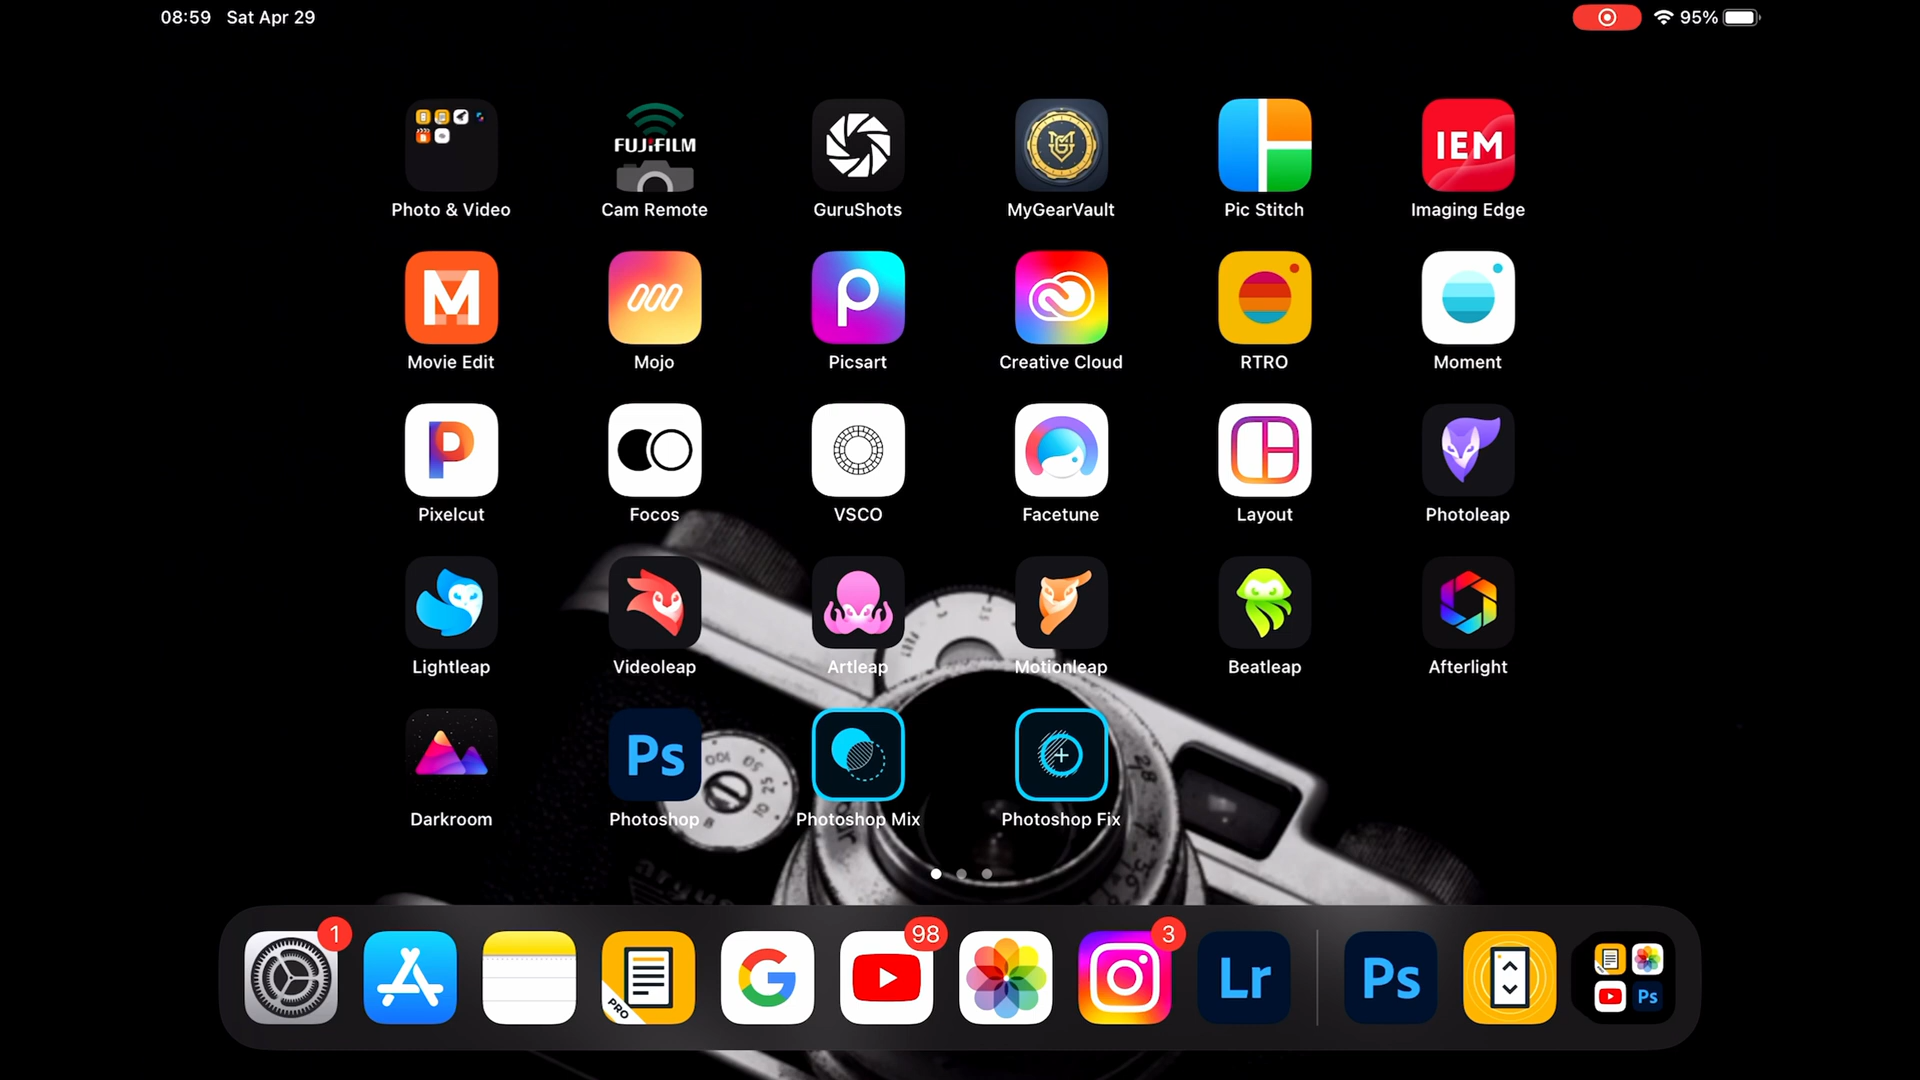 08:59 Sat Apr 29
95%
FUJIFILM
IEM
Photo & Video
Cam Remote
GuruShots
MyGearVault
Pic Stitch
Imaging Edge
M
P
Movie Edit
Mojo
Picsart
Creative Cloud
RTRO
Moment
P
Pixelcut
Focos
VSCO
Facetune
Layout
Photoleap
Lightleap
Videoleap
Artleap
Motionleap
Beatleap
Afterlight
Ps
Darkroom
Photoshop
Photoshop Mix
Photoshop Fix
argus
1
98
3
PRO
G
Lr
Ps
Ps